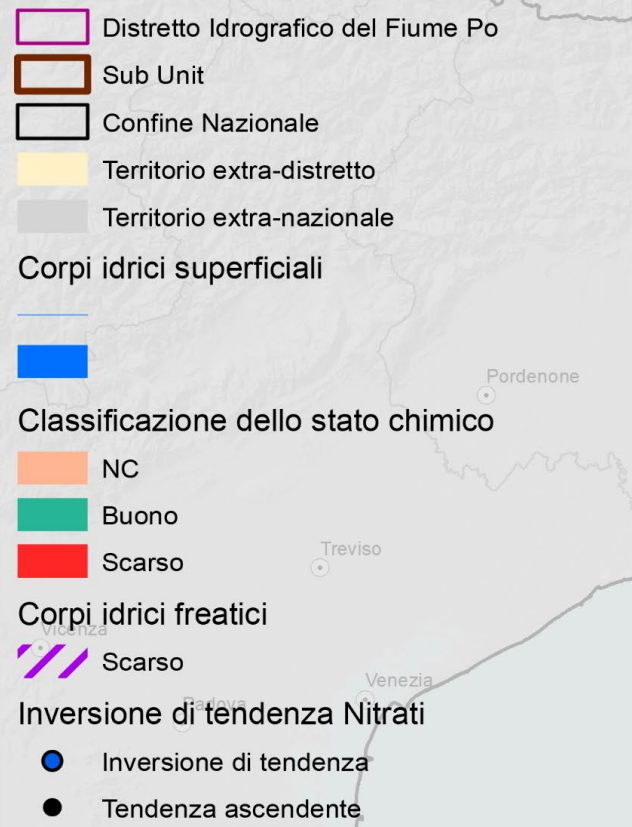 Distretto Idrografico del Fiume Po
Sub Unit
Confine Nazionale
Territorio extra-distretto
Territorio extra-nazionale
Corpi idrici superficiali
Pordenone
Classificazione dello stato chimico
NC
Buono
Treviso
Scarso
Corpi idrici freatici
Vicenza
Scarso
Venezia
Padova
Inversione di tendenza Nitrati
Inversione di tendenza
Tendenza ascendente